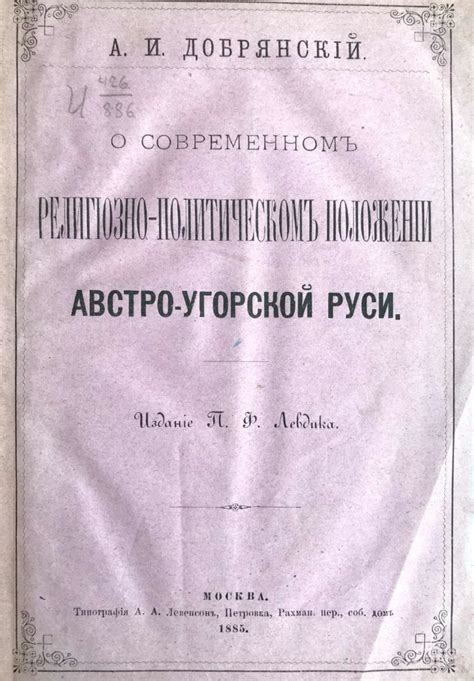 А. И. ДОБРЯНСКІЙ.
И 426
886
О СОВРЕМЕННОМЪ
РЕЛИГІОЗНО-ПОЛИТИЧЕСКОМЪ ПОЛОЖЕНІИ
АВСТРО-УГОРСКОЙ РУСИ.
Изданіе П. Ф. Левдика.
МОСКВА.
Типографія А. А. Левенсонъ, Петровка, Рахман. пер., соб. домъ
1885.